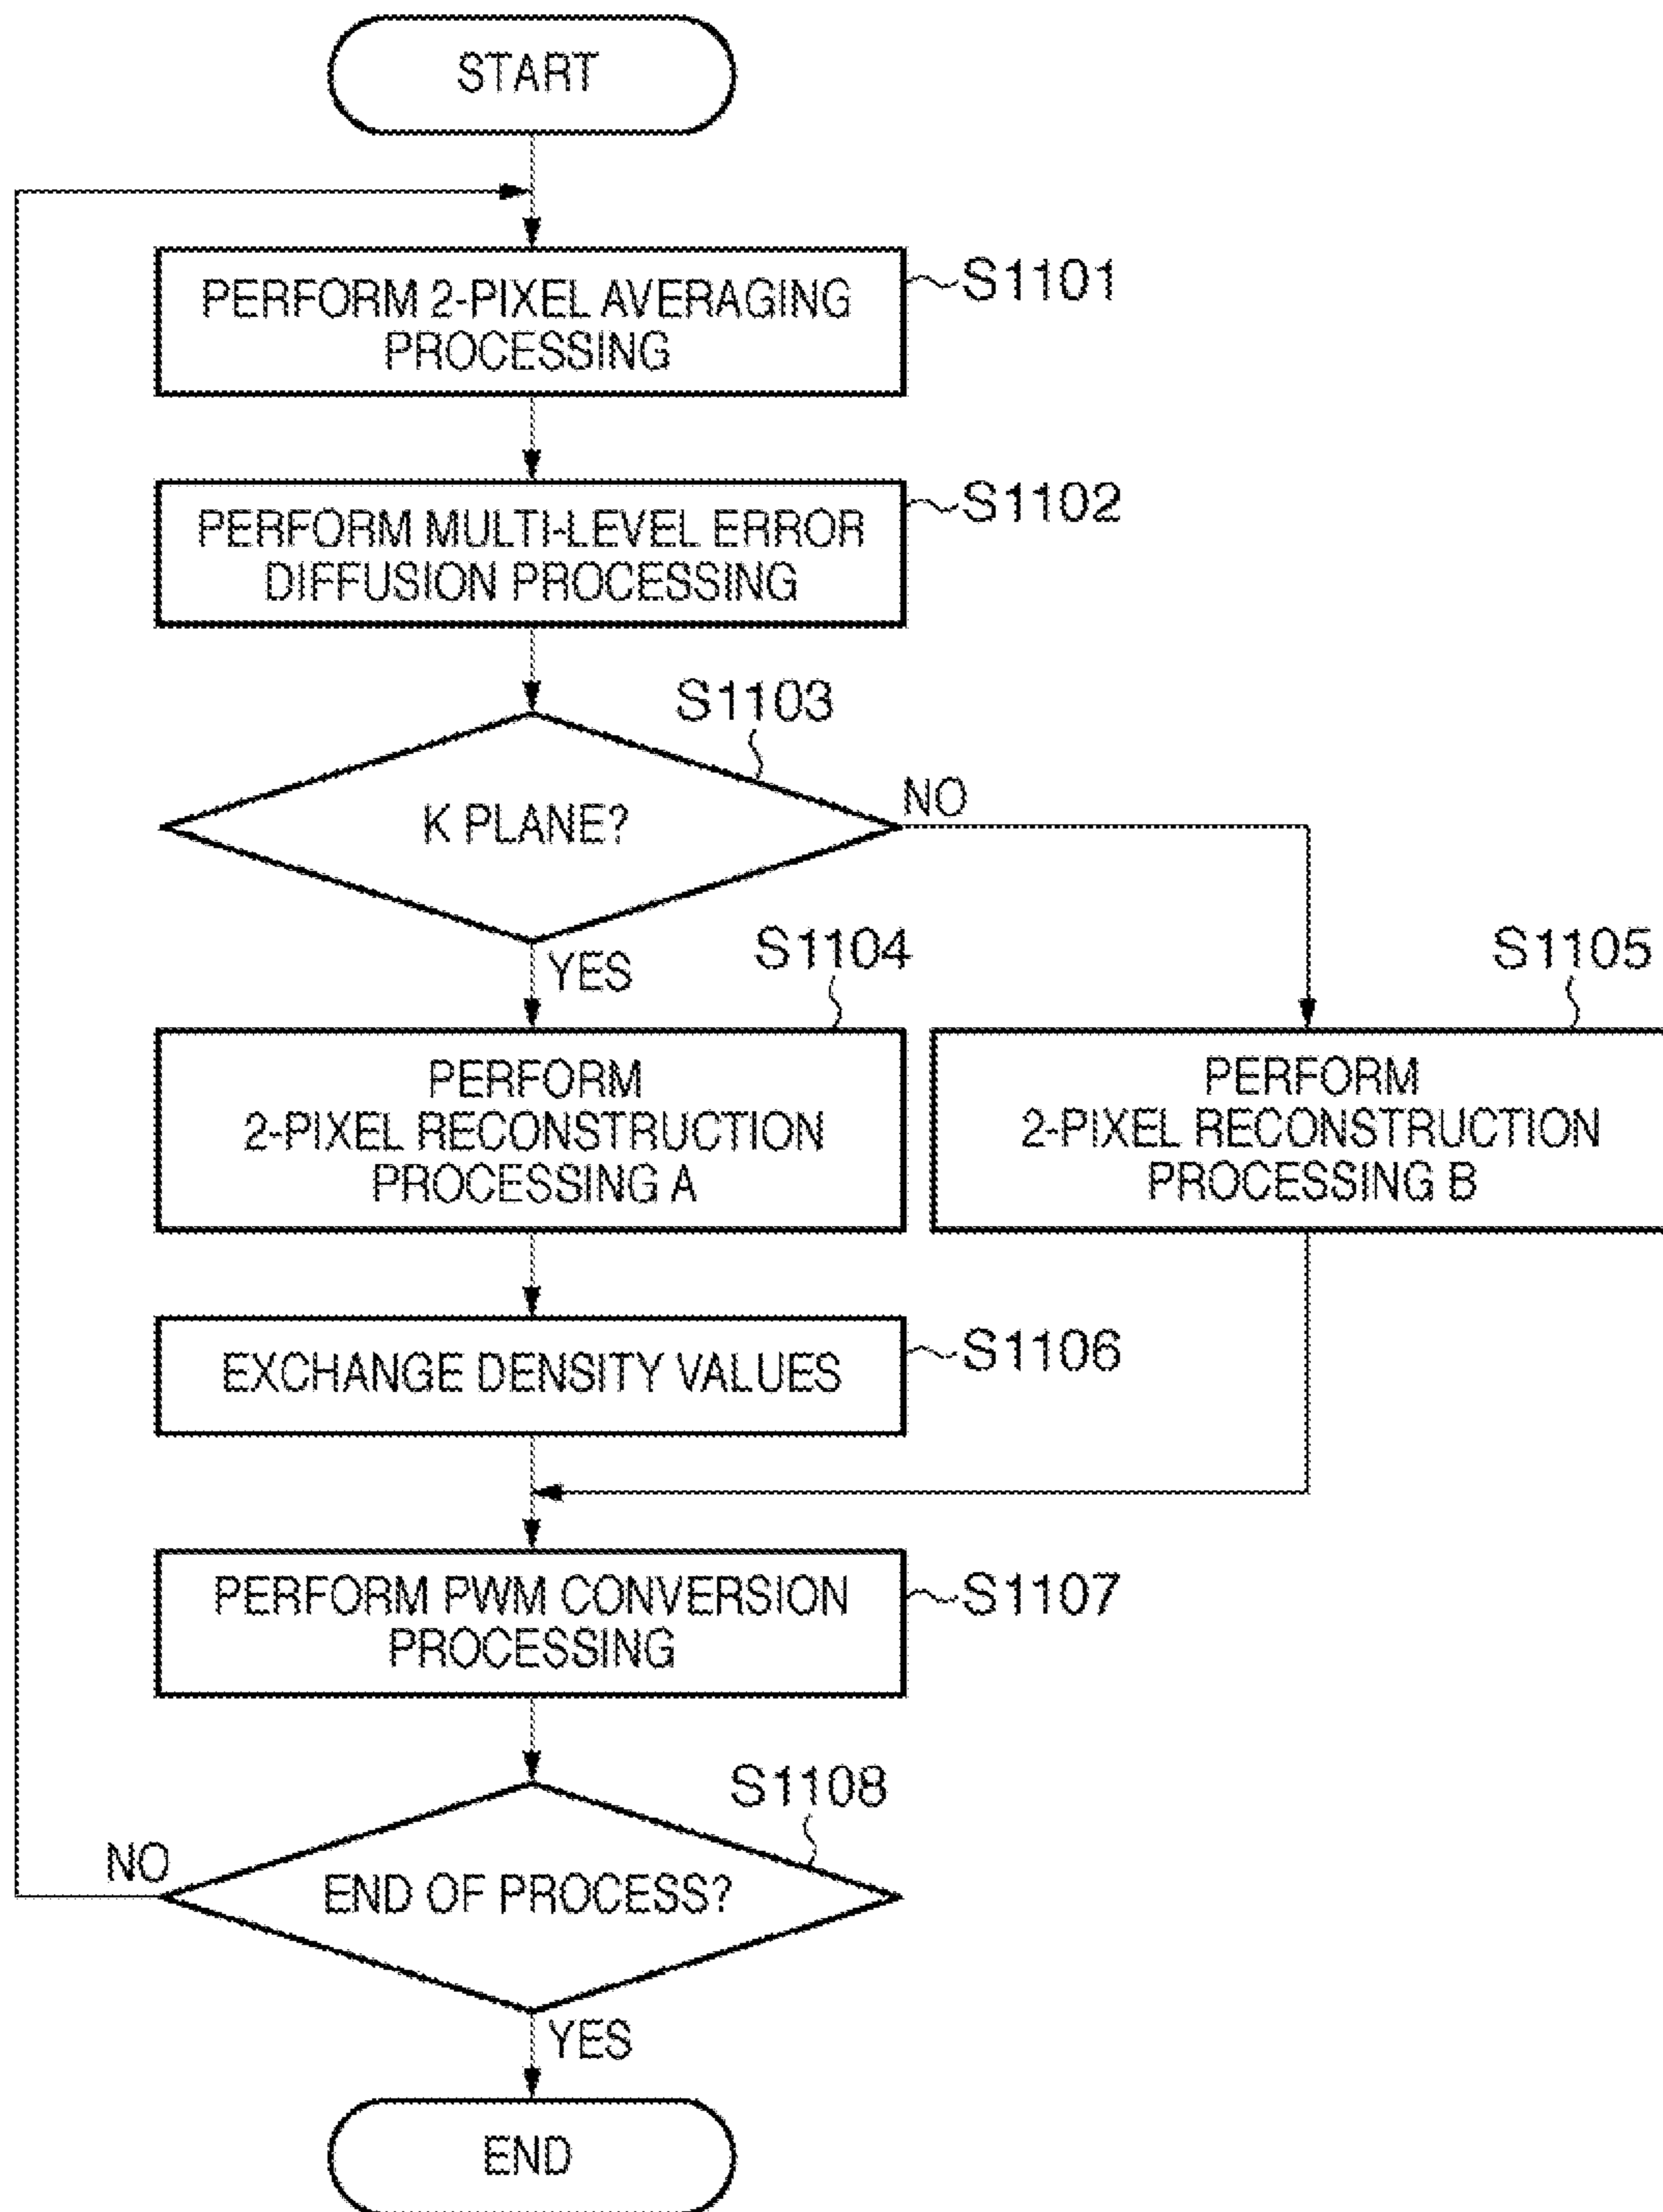 START
PERFORM 2-PIXEL AVERAGING
PROCESSING
S1101
PERFORM MULTI-LEVEL ERROR
DIFFUSION PROCESSING
S1102
S1103
K PLANE?
NO
YES
S1104
S1105
PERFORM
2-PIXEL RECONSTRUCTION
PROCESSING A
PERFORM
2-PIXEL RECONSTRUCTION
PROCESSING B
EXCHANGE DENSITY VALUES
S1106
PERFORM PWM CONVERSION
PROCESSING
S1107
S1108
NO
END OF PROCESS?
YES
END